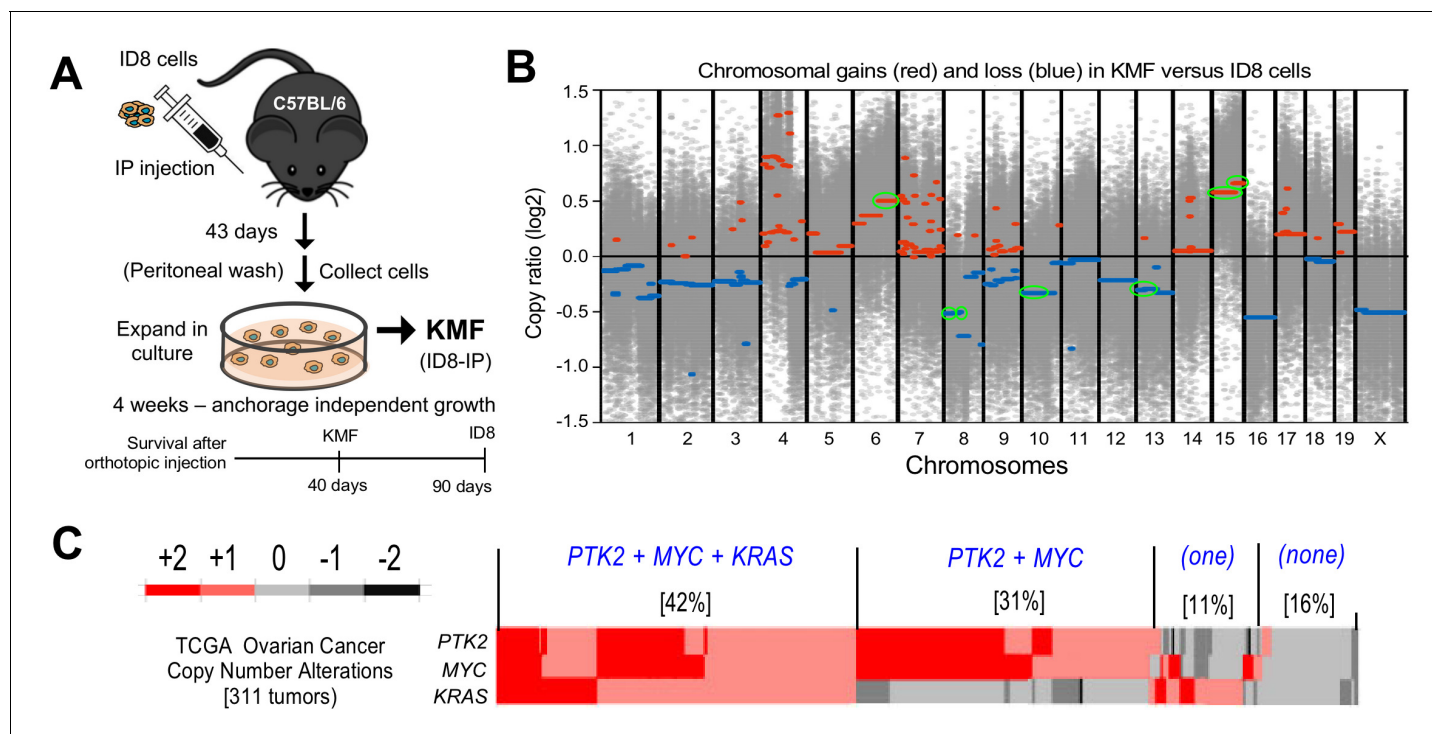 A
ID8 cells
C57BL/6
IP injection
43 days
(Peritoneal wash)
Collect cells
Expand in
culture
KMF
(ID8-IP)
4 weeks – anchorage independent growth
Survival after
orthotopic injection
KMF
ID8
40 days
90 days
B
Chromosomal gains (red) and loss (blue) in KMF versus ID8 cells
Copy ratio (log2)
1.5
1.0
0.5
0.0
-0.5
-1.0
-1.5
1 2 3 4 5 6 7 8 9 10 11 12 13 14 15 16 17 18 19 X
Chromosomes
C
+2 +1 0 -1 -2
TCGA Ovarian Cancer
Copy Number Alterations
[311 tumors)
PTK2 + MYC + KRAS
PTK2 + MYC
(one)
(none)
[42%]
[31%]
[11%]
[16%]
PTK2
MYC
KRAS